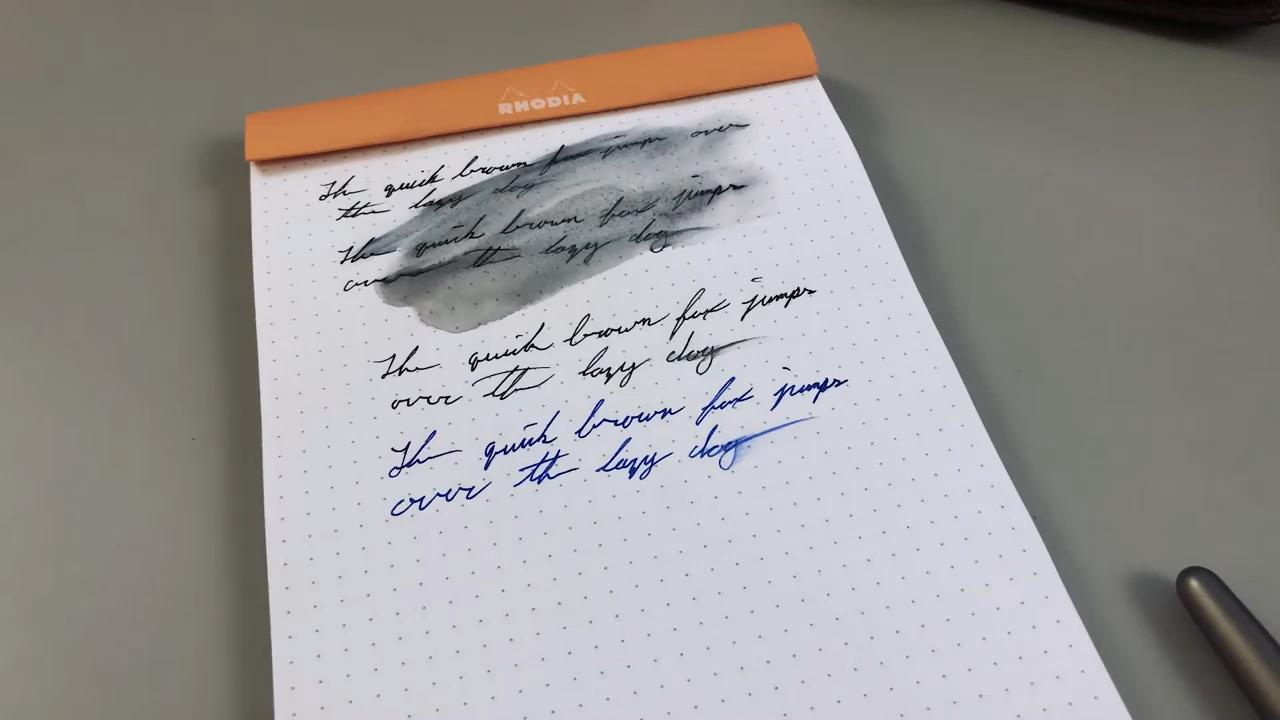 RHODIA
The quick brown fox jumps over
the lazy dog
The quick brown fox jumps
over the lazy dog
The quick brown fox jumps
over the lazy dog
The quick brown fox jumps
over the lazy dog